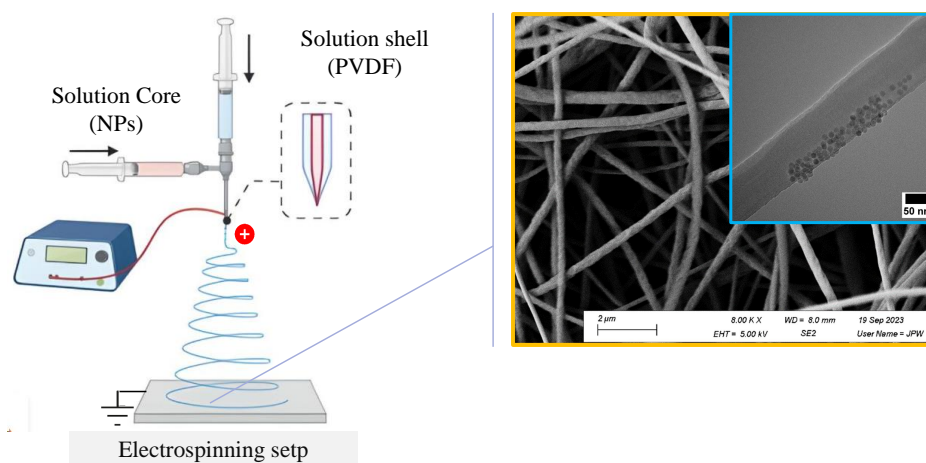 Solution shell
(PVDF)
Solution Core
(NPs)
+
Electrospinning setp
50 nm
2 µm
8.00 K X
WD = 8.0 mm
19 Sep 2023
EHT = 5.00 kV
SE2
User Name = JPW